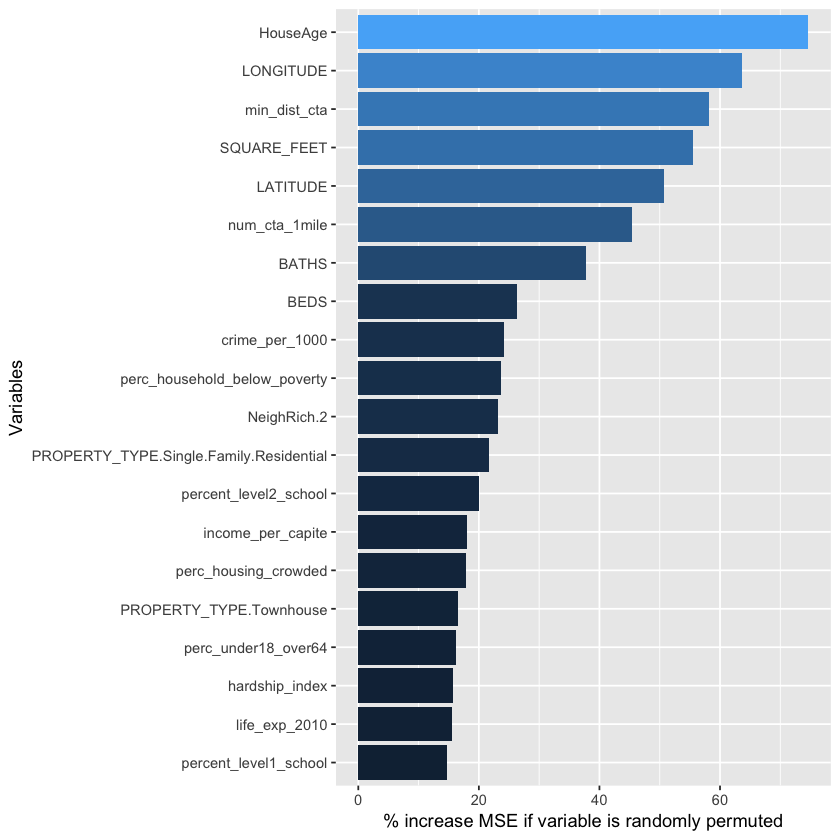 HouseAge
LONGITUDE
min_dist_cta
SQUARE_FEET
LATITUDE
num_cta_1mile
BATHS
BEDS
crime_per_1000
perc_household_below_poverty
NeighRich.2
PROPERTY_TYPE.Single.Family.Residential
percent_level2_school
income_per_capite
perc_housing_crowded
PROPERTY_TYPE.Townhouse
perc_under18_over64
hardship_index
life_exp_2010
percent_level1_school
Variables
0 20 40 60
% increase MSE if variable is randomly permuted